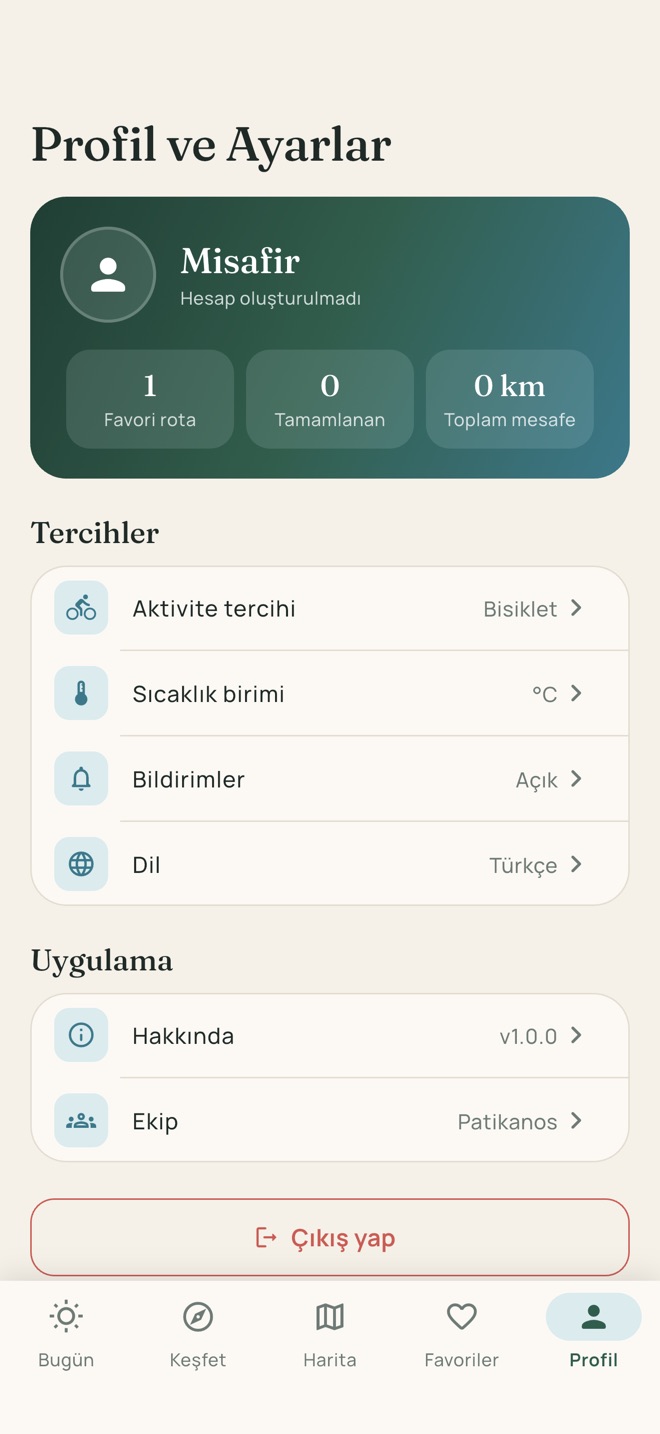 Profil ve Ayarlar
Misafir
Hesap oluşturulmadı
1
Favori rota
0
Tamamlanan
0 km
Toplam mesafe
Tercihler
Aktivite tercihi
Bisiklet
Sıcaklık birimi
°C
Bildirimler
Açık
Dil
Türkçe
Uygulama
Hakkında
v1.0.0
Ekip
Patikanos
Çıkış yap
Bugün
Keşfet
Harita
Favoriler
Profil